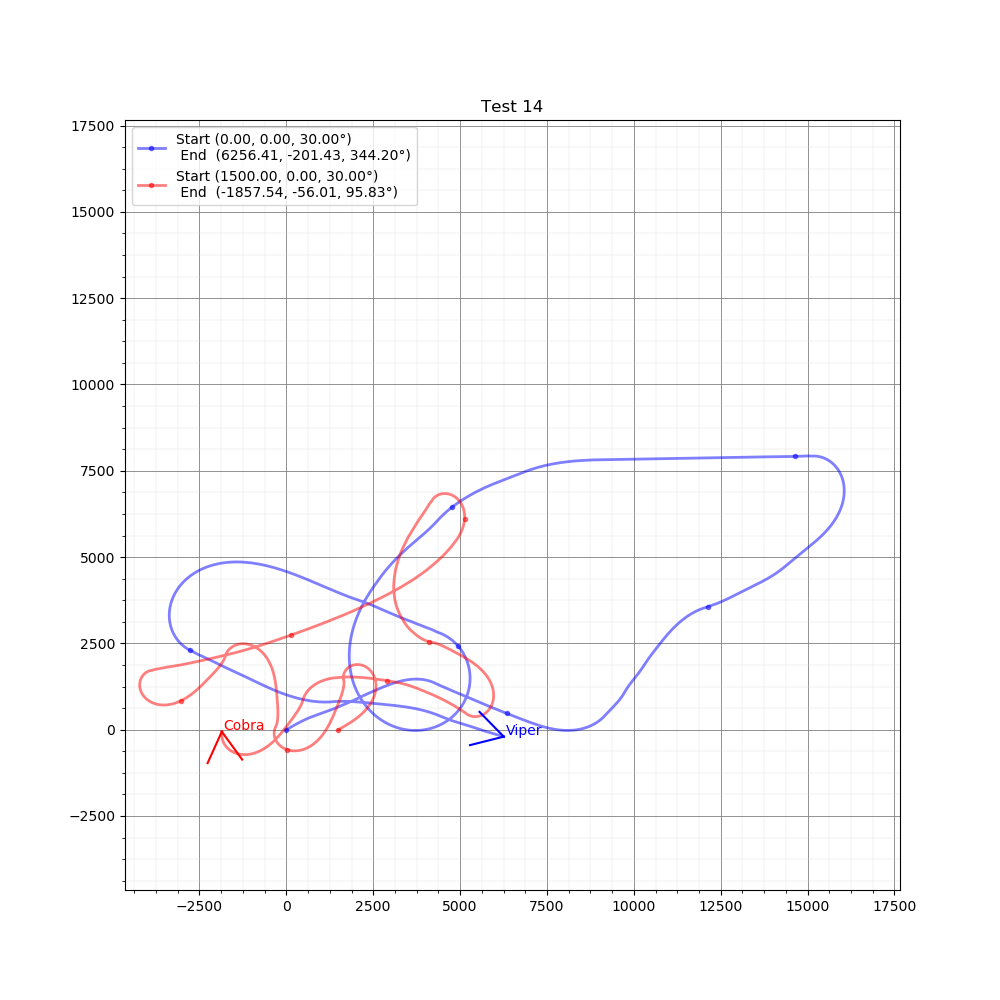 Test 14
Start (0.00, 0.00, 30.00°)
End  (6256.41, -201.43, 344.20°)
Start (1500.00, 0.00, 30.00°)
End  (-1857.54, -56.01, 95.83°)
17500
15000
12500
10000
7500
5000
2500
0
−2500
Cobra
Viper
−2500 0 2500 5000 7500 10000 12500 15000 17500